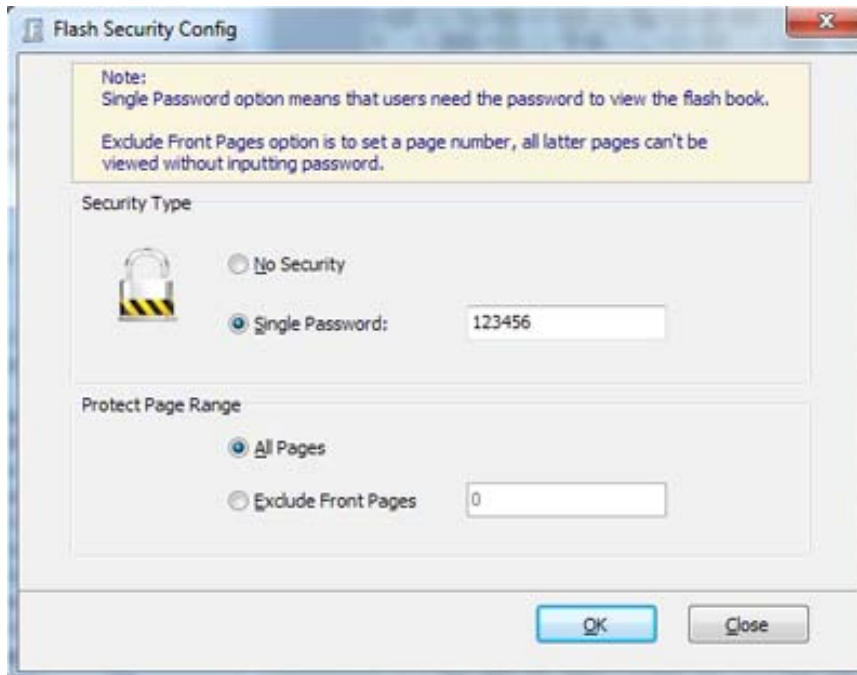 Flash Security Config
Note:
Single Password option means that users need the password to view the flash book.
Exclude Front Pages option is to set a page number, all latter pages can't be
viewed without inputting password.
Security Type
No Security
Single Password: 123456
Protect Page Range
All Pages
Exclude Front Pages 0
OK Close